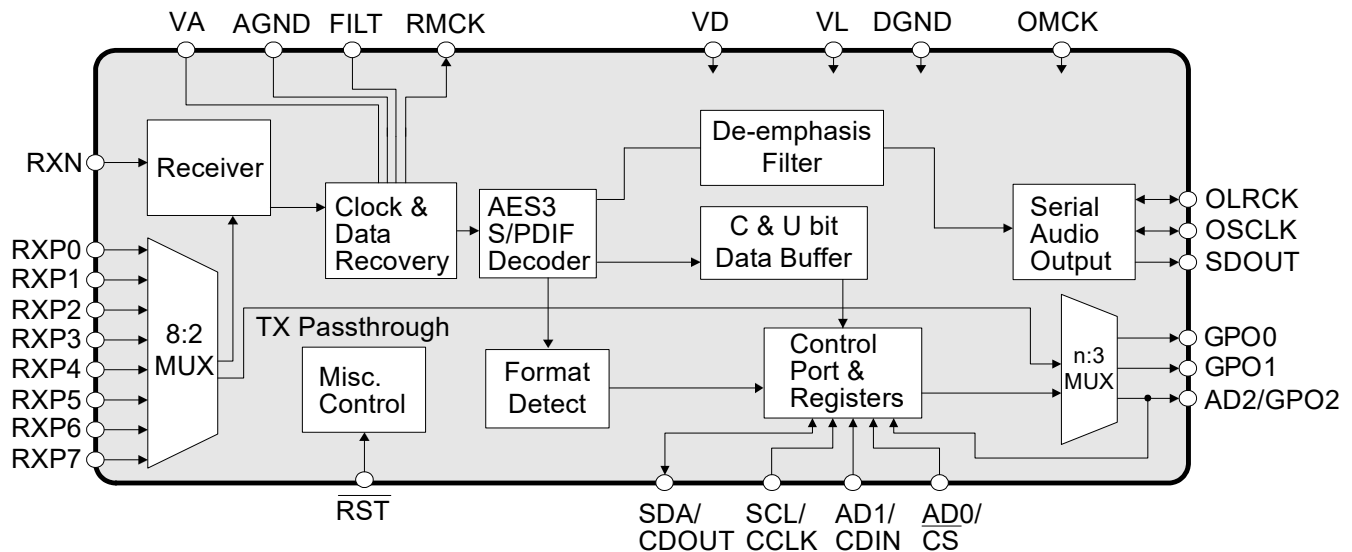 VA AGND FILT RMCK VD VL DGND OMCK
RXN
Receiver
Clock &
Data
Recovery
AES3
S/PDIF
Decoder
De-emphasis
Filter
C & U bit
Data Buffer
Serial
Audio
Output
OLRCK
OSCLK
SDOUT
RXP0
RXP1
RXP2
RXP3
RXP4
RXP5
RXP6
RXP7
8:2
MUX
TX Passthrough
Misc.
Control
Format
Detect
Control
Port &
Registers
n:3
MUX
GPO0
GPO1
AD2/GPO2
RST
SDA/
CDOUT
SCL/
CCLK
AD1/
CDIN
AD0/
CS